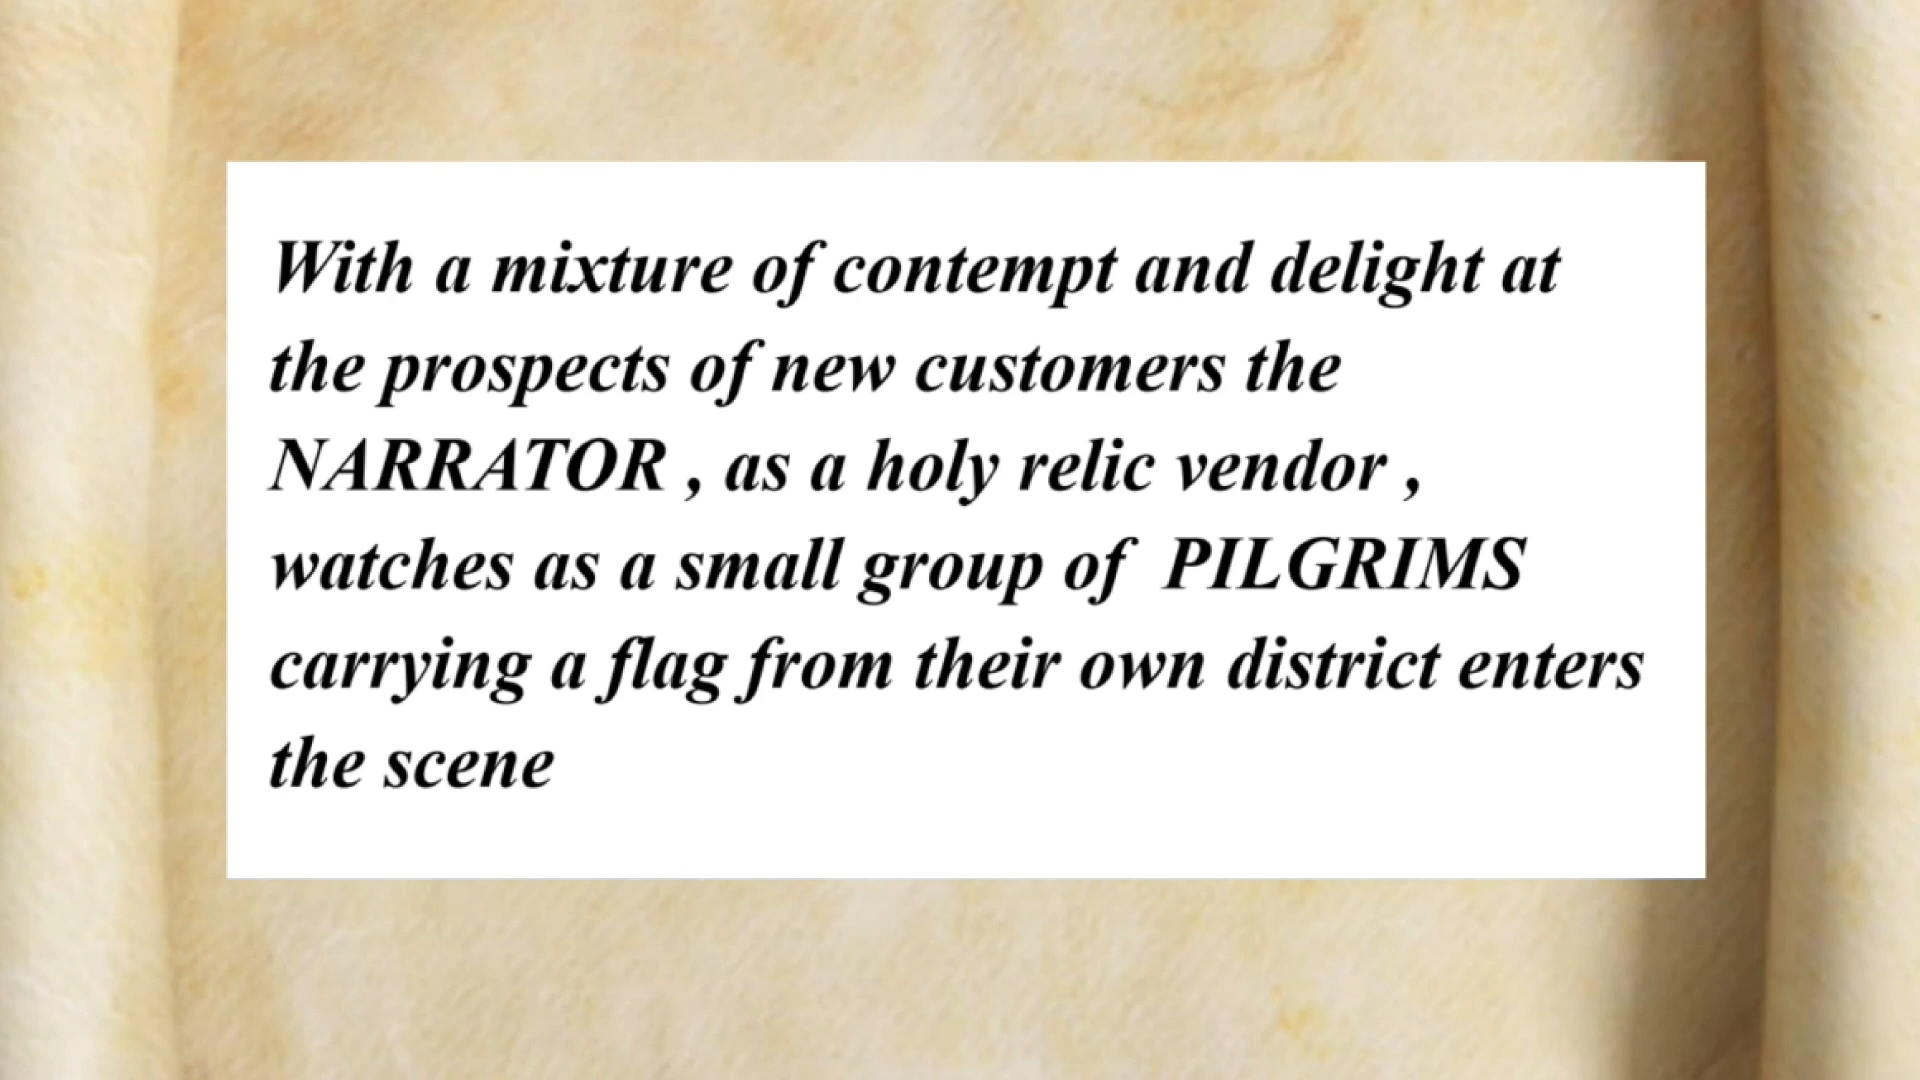 With a mixture of contempt and delight at
the prospects of new customers the
NARRATOR , as a holy relic vendor ,
watches as a small group of  PILGRIMS
carrying a flag from their own district enters
the scene